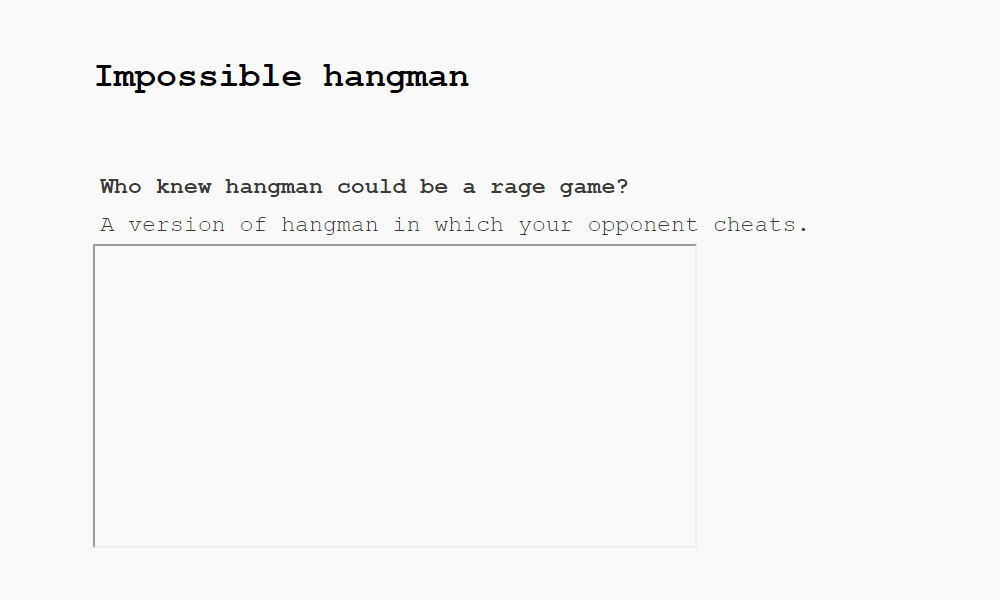 Impossible hangman
Who knew hangman could be a rage game?
A version of hangman in which your opponent cheats.